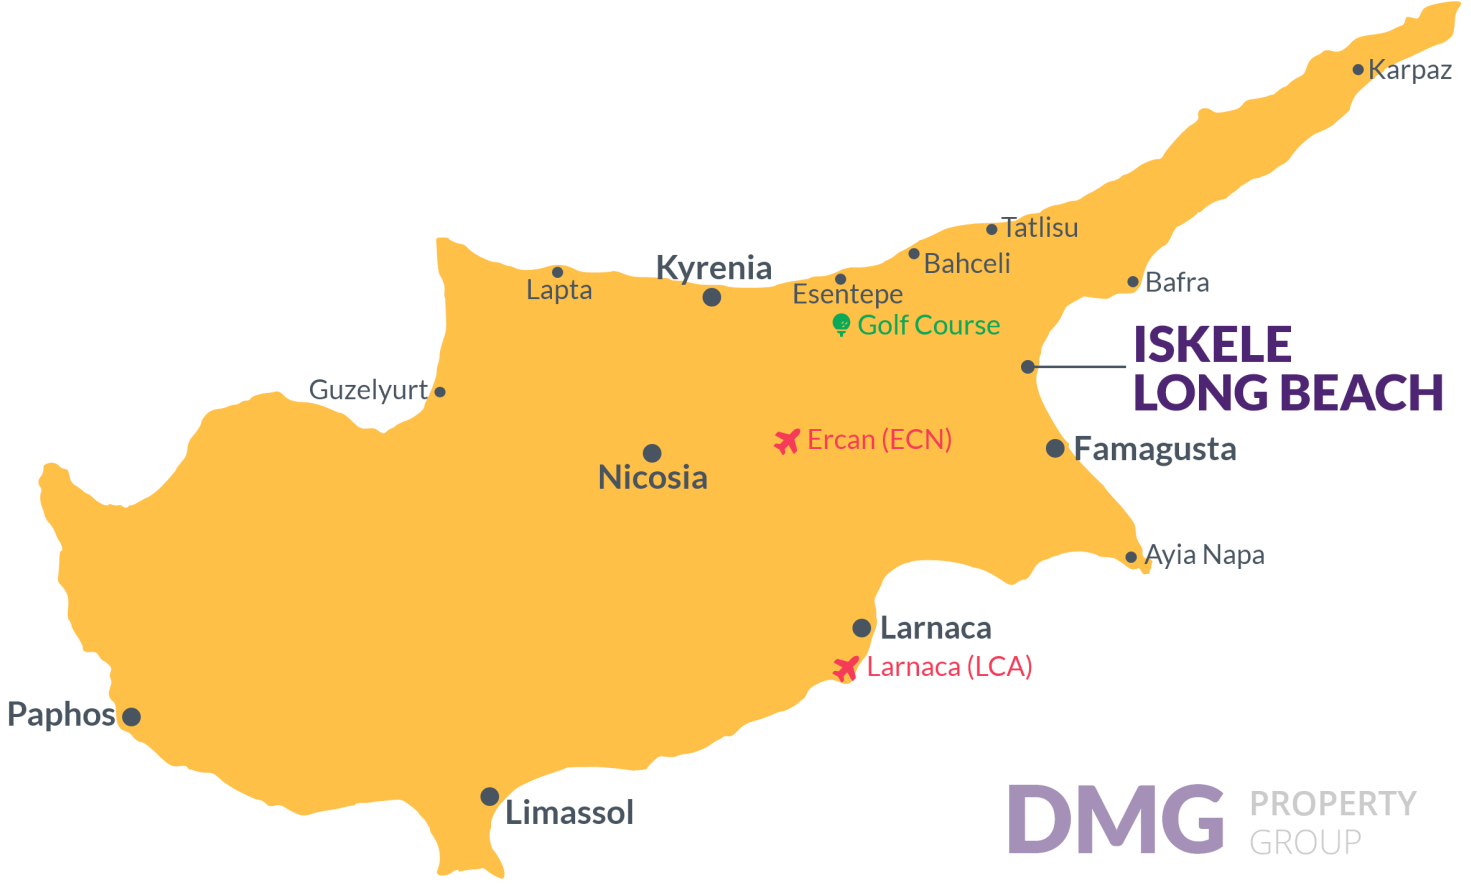 Karpaz
Tatlisu
Bahceli
Kyrenia
Lapta
Esentepe
Bafra
Golf Course
ISKELE
LONG BEACH
Guzelyurt
Ercan (ECN)
Famagusta
Nicosia
Ayia Napa
Larnaca
Larnaca (LCA)
Paphos
Limassol
DMG PROPERTY
GROUP